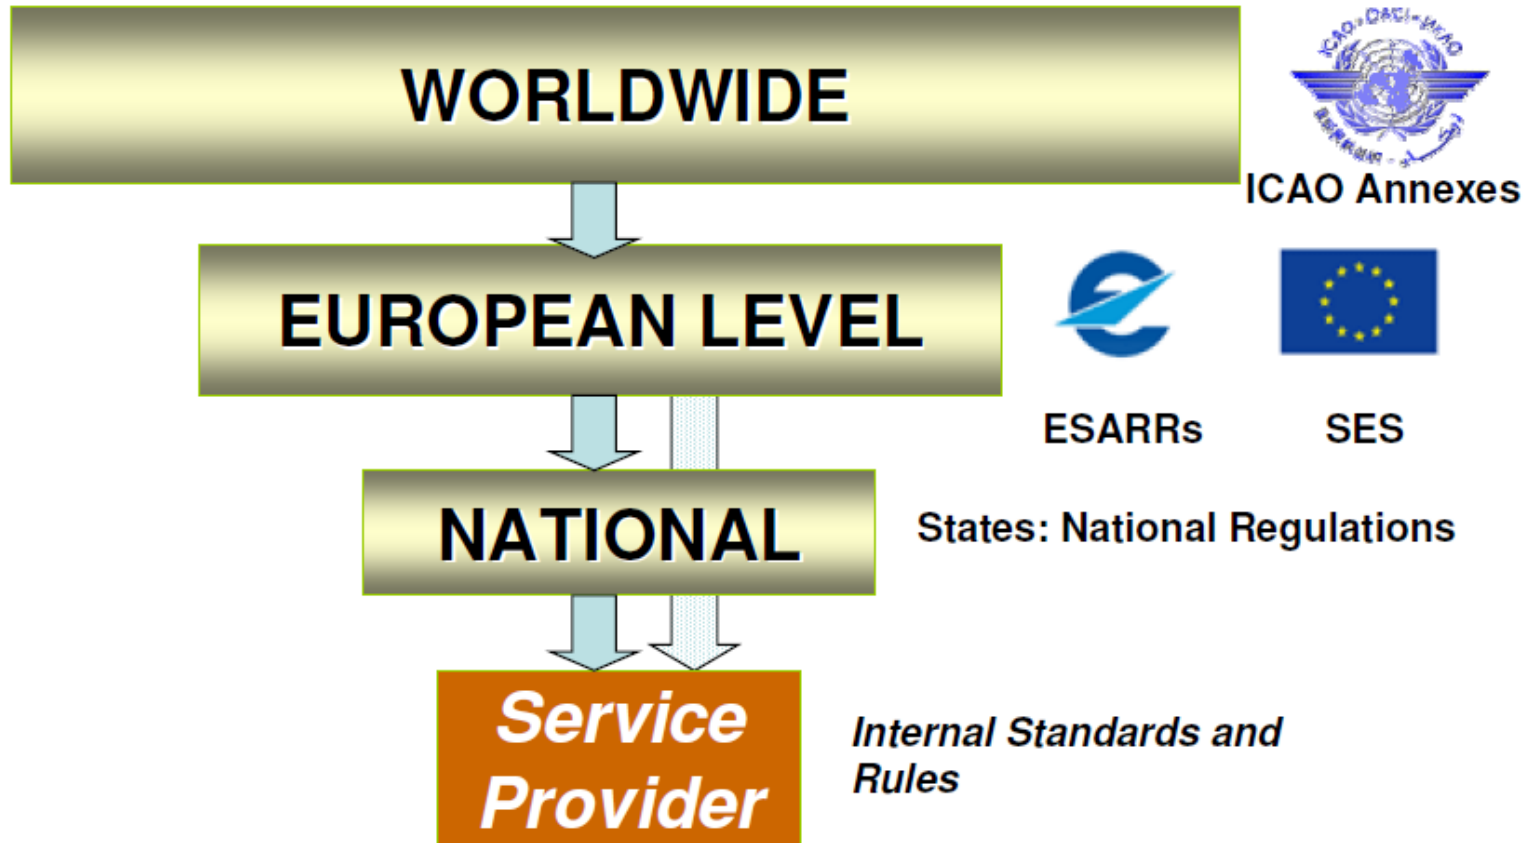 WORLDWIDE
ICAO Annexes
EUROPEAN LEVEL
ESARRs
SES
NATIONAL
States: National Regulations
Service
Provider
Internal Standards and
Rules